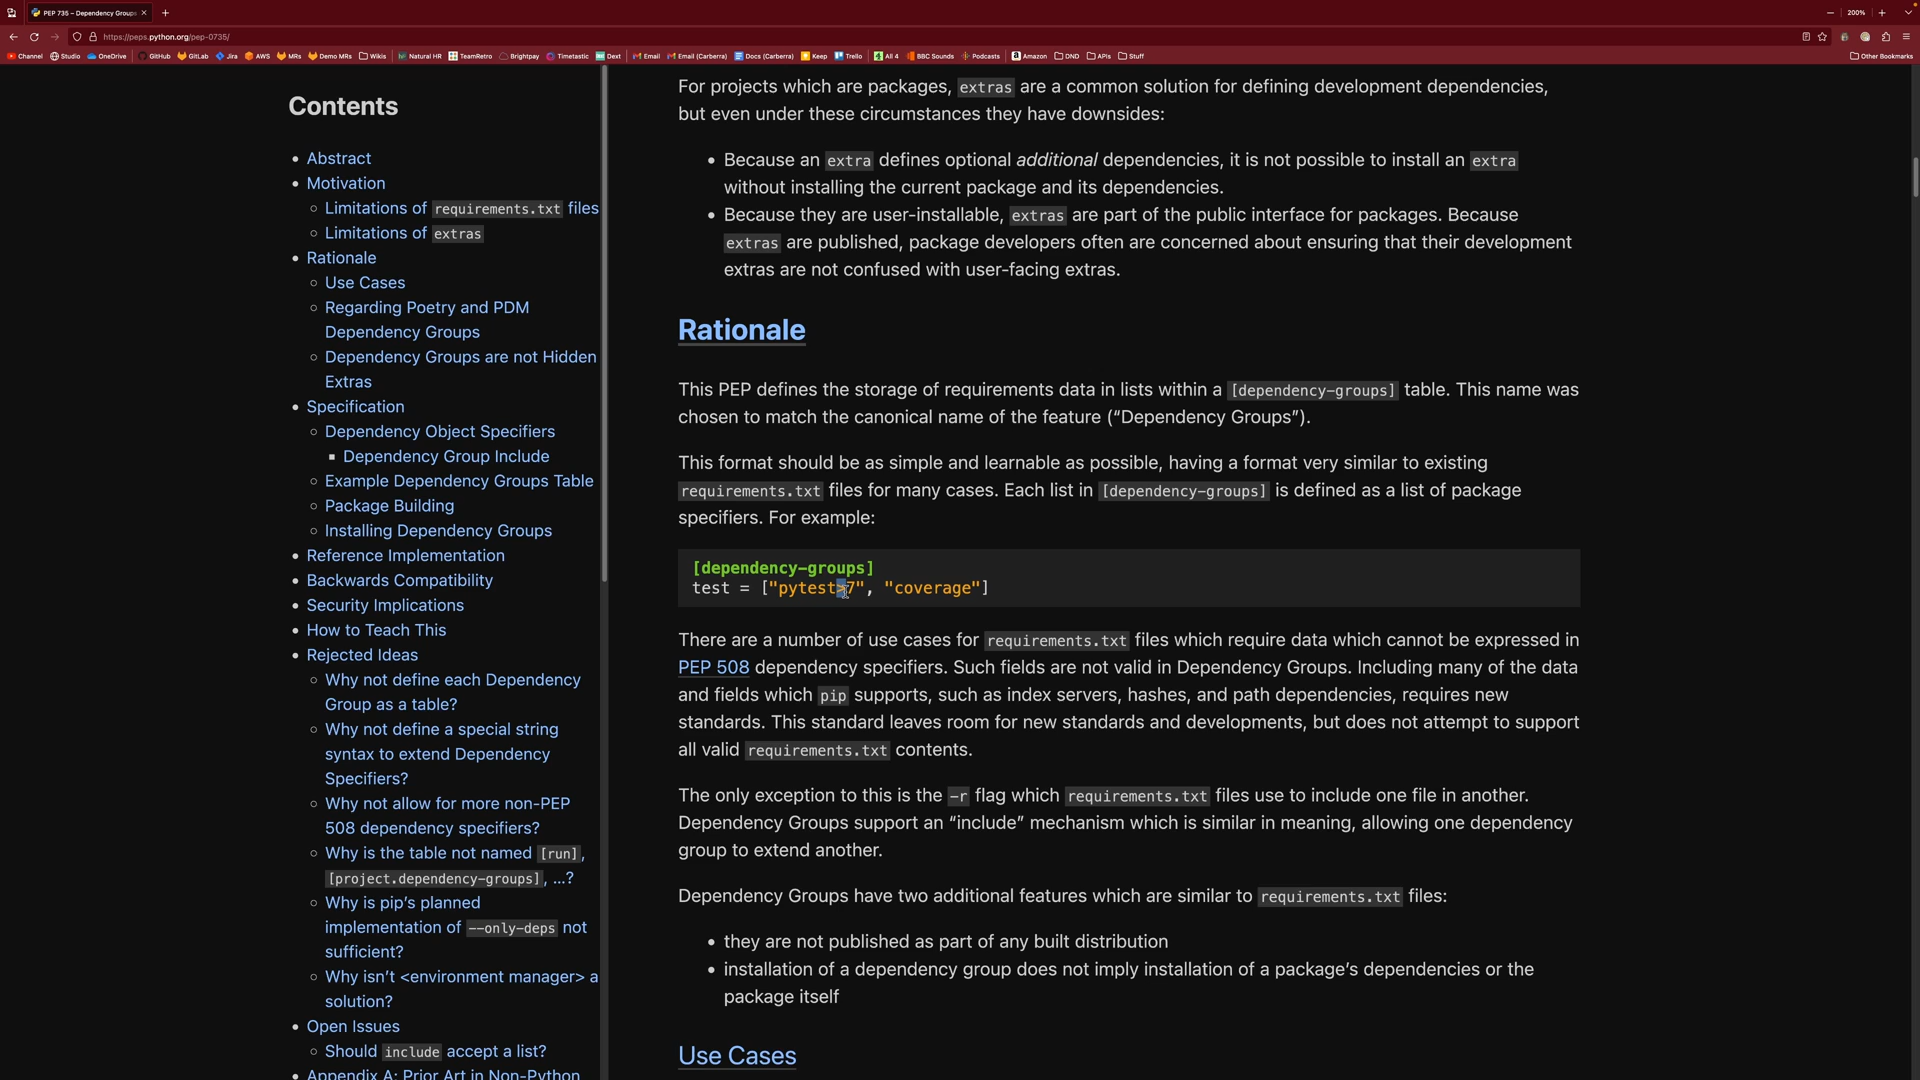 PEP 735 – Dependency Groups
200%
https://peps.python.org/pep-0735/
Channel Studio OneDrive GitHub GitLab Jira AWS MRs Demo MRs Wikis Natural HR TeamRetro Brightpay Timetastic Dext Email Email (Carberra) Docs (Carberra) Keep Trello All 4 BBC Sounds Podcasts Amazon DND APIs Stuff Other Bookmarks
Contents
• Abstract
• Motivation
◦ Limitations of requirements.txt files
◦ Limitations of extras
• Rationale
◦ Use Cases
◦ Regarding Poetry and PDM
Dependency Groups
◦ Dependency Groups are not Hidden
Extras
• Specification
◦ Dependency Object Specifiers
▪ Dependency Group Include
◦ Example Dependency Groups Table
◦ Package Building
◦ Installing Dependency Groups
• Reference Implementation
• Backwards Compatibility
• Security Implications
• How to Teach This
• Rejected Ideas
◦ Why not define each Dependency
Group as a table?
◦ Why not define a special string
syntax to extend Dependency
Specifiers?
◦ Why not allow for more non-PEP
508 dependency specifiers?
◦ Why is the table not named [run],
[project.dependency-groups], …?
◦ Why is pip’s planned
implementation of --only-deps not
sufficient?
◦ Why isn’t <environment manager> a
solution?
• Open Issues
◦ Should include accept a list?
• Appendix A: Prior Art in Non-Python
For projects which are packages, extras are a common solution for defining development dependencies,
but even under these circumstances they have downsides:
• Because an extra defines optional additional dependencies, it is not possible to install an extra
without installing the current package and its dependencies.
• Because they are user-installable, extras are part of the public interface for packages. Because
extras are published, package developers often are concerned about ensuring that their development
extras are not confused with user-facing extras.
Rationale
This PEP defines the storage of requirements data in lists within a [dependency-groups] table. This name was
chosen to match the canonical name of the feature (“Dependency Groups”).
This format should be as simple and learnable as possible, having a format very similar to existing
requirements.txt files for many cases. Each list in [dependency-groups] is defined as a list of package
specifiers. For example:
[dependency-groups]
test = ["pytest>7", "coverage"]
There are a number of use cases for requirements.txt files which require data which cannot be expressed in
PEP 508 dependency specifiers. Such fields are not valid in Dependency Groups. Including many of the data
and fields which pip supports, such as index servers, hashes, and path dependencies, requires new
standards. This standard leaves room for new standards and developments, but does not attempt to support
all valid requirements.txt contents.
The only exception to this is the -r flag which requirements.txt files use to include one file in another.
Dependency Groups support an “include” mechanism which is similar in meaning, allowing one dependency
group to extend another.
Dependency Groups have two additional features which are similar to requirements.txt files:
• they are not published as part of any built distribution
• installation of a dependency group does not imply installation of a package’s dependencies or the
package itself
Use Cases